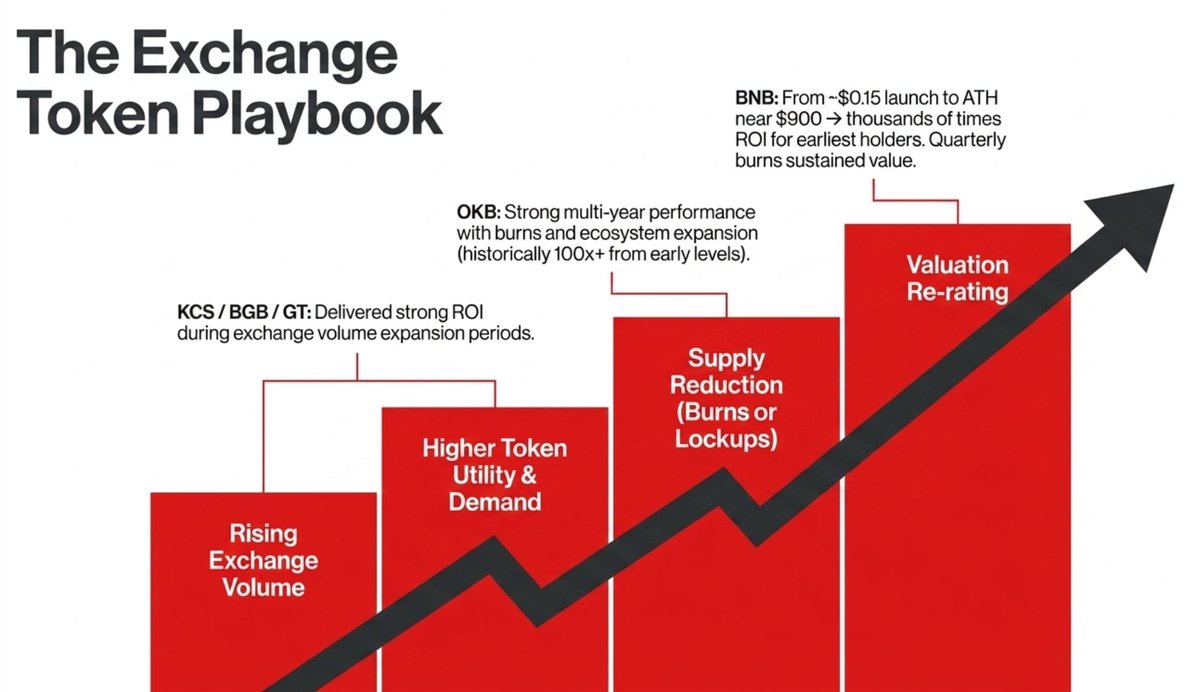 The Exchange
Token Playbook
BNB: From ~$0.15 launch to ATH
near $900 → thousands of times
ROI for earliest holders. Quarterly
burns sustained value.
OKB: Strong multi-year performance
with burns and ecosystem expansion
(historically 100x+ from early levels).
KCS / BGB / GT: Delivered strong ROI
during exchange volume expansion periods.
Rising
Exchange
Volume
Higher Token
Utility &
Demand
Supply
Reduction
(Burns or
Lockups)
Valuation
Re-rating